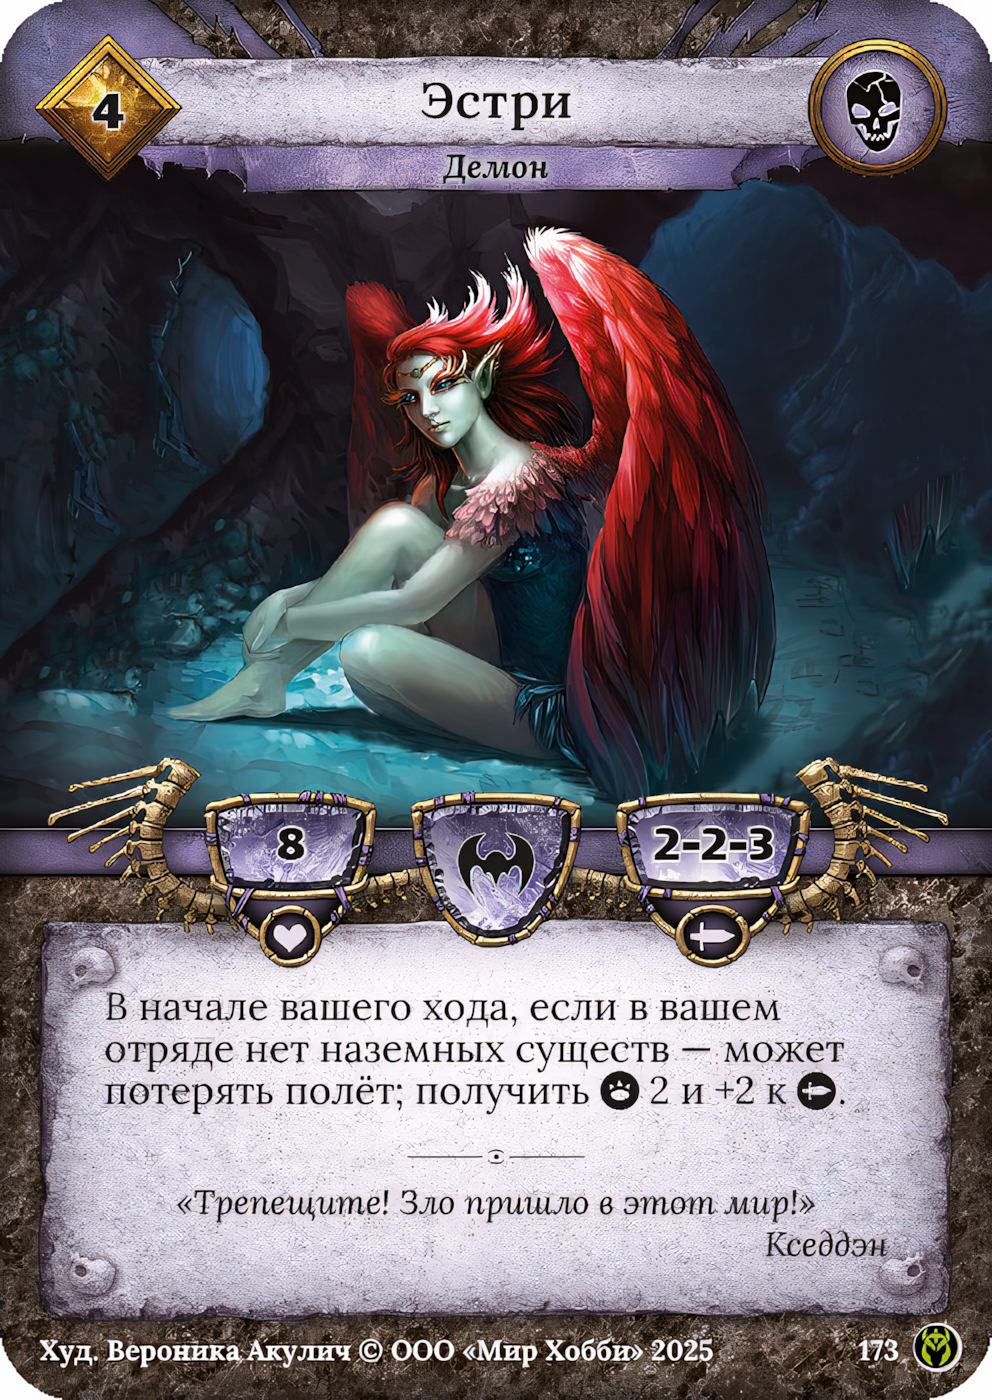 4
Эстри
Демон
8
2-2-3
В начале вашего хода, если в вашем
отряде нет наземных существ — может
потерять полёт; получить 2 и +2 к .
«Трепещите! Зло пришло в этот мир!»
Кседдэн
Худ. Вероника Акулич © ООО «Мир Хобби» 2025
173